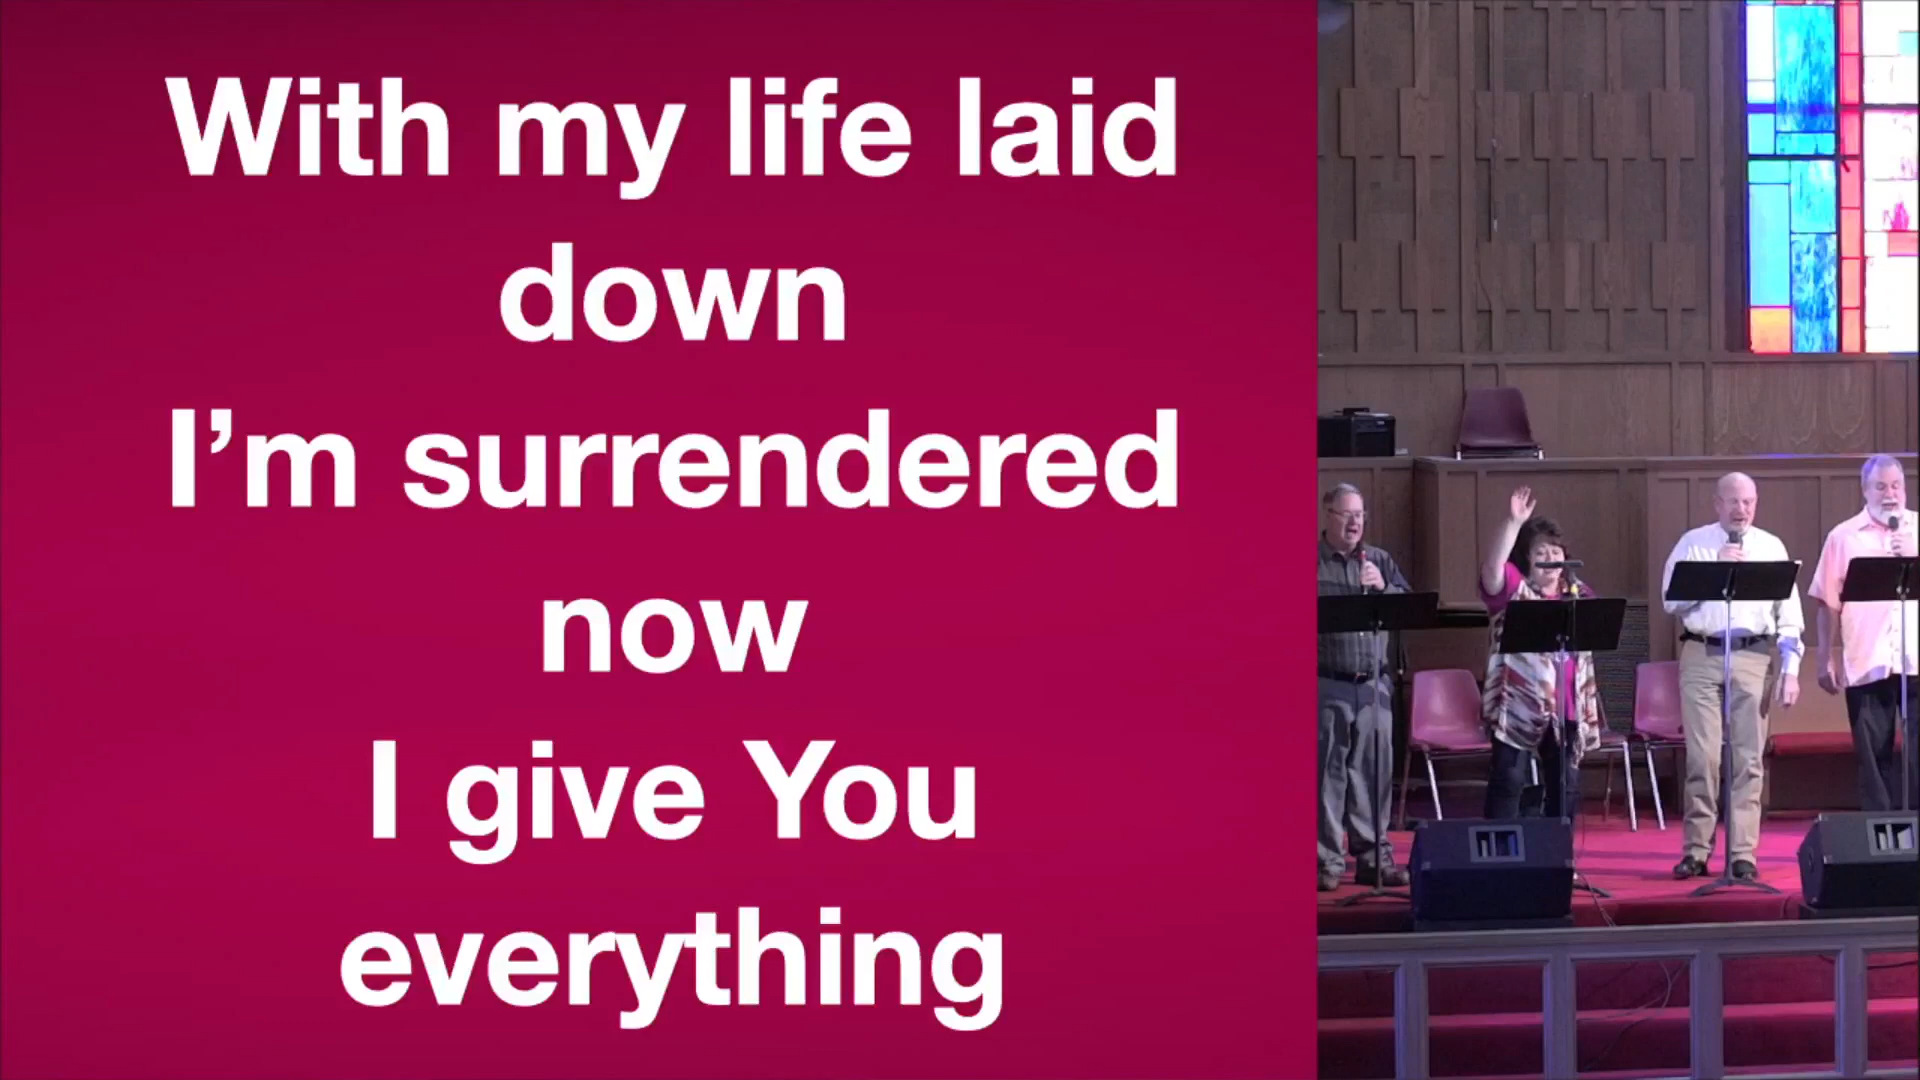 With my life laid
down
I’m surrendered
now
I give You
everything